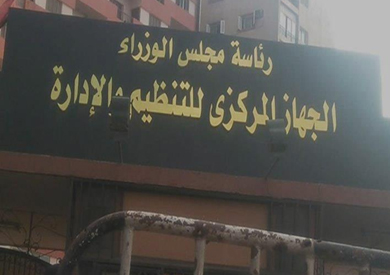 رئاسة مجلس الوزراء
الجهاز المركزى للتنظيم والإدارة